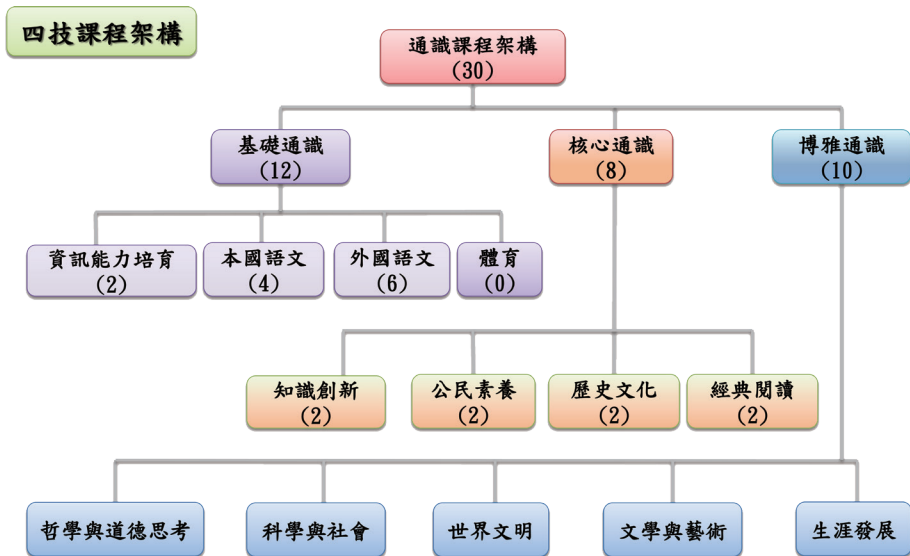 四技課程架構
通識課程架構
(30)
基礎通識
(12)
核心通識
(8)
博雅通識
(10)
資訊能力培育
(2)
本國語文
(4)
外國語文
(6)
體育
(0)
知識創新
(2)
公民素養
(2)
歷史文化
(2)
經典閱讀
(2)
哲學與道德思考
科學與社會
世界文明
文學與藝術
生涯發展